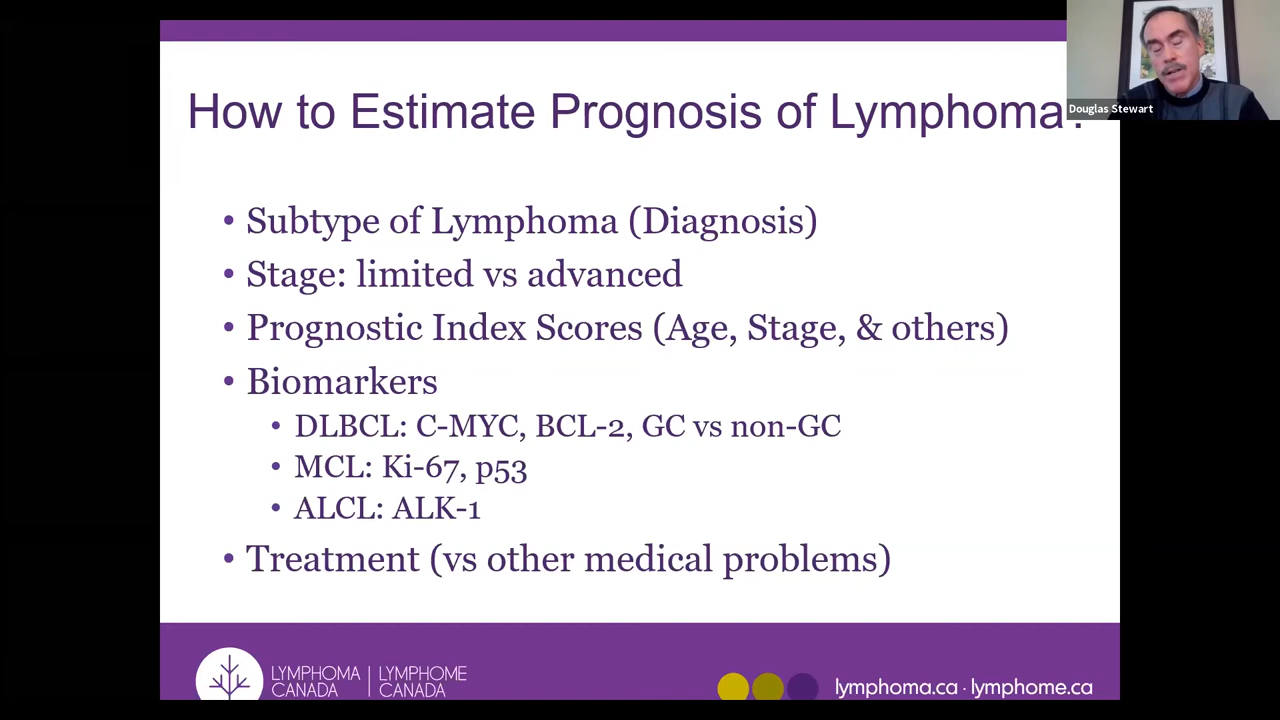 How to Estimate Prognosis of Lymphoma?
Douglas Stewart
• Subtype of Lymphoma (Diagnosis)
• Stage: limited vs advanced
• Prognostic Index Scores (Age, Stage, & others)
• Biomarkers
• DLBCL: C-MYC, BCL-2, GC vs non-GC
• MCL: Ki-67, p53
• ALCL: ALK-1
• Treatment (vs other medical problems)
LYMPHOMA | LYMPHOME
CANADA | CANADA
lymphoma.ca · lymphome.ca